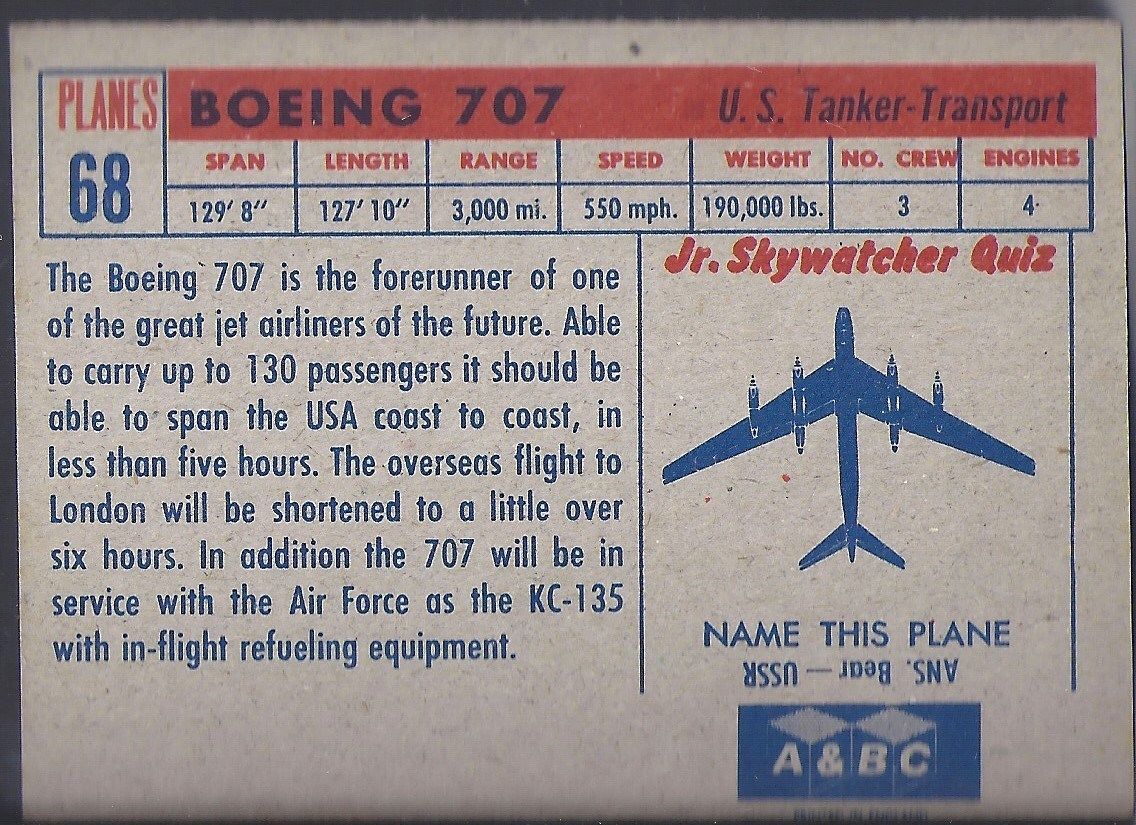 PLANES
68
BOEING 707
U. S. Tanker-Transport
SPAN LENGTH RANGE SPEED WEIGHT NO. CREW ENGINES
129' 8" 127' 10" 3,000 mi. 550 mph. 190,000 lbs. 3 4
The Boeing 707 is the forerunner of one
of the great jet airliners of the future. Able
to carry up to 130 passengers it should be
able to span the USA coast to coast, in
less than five hours. The overseas flight to
London will be shortened to a little over
six hours. In addition the 707 will be in
service with the Air Force as the KC-135
with in-flight refueling equipment.
Jr. Skywatcher Quiz
NAME THIS PLANE
ANS. Bear — USSR
A & B C